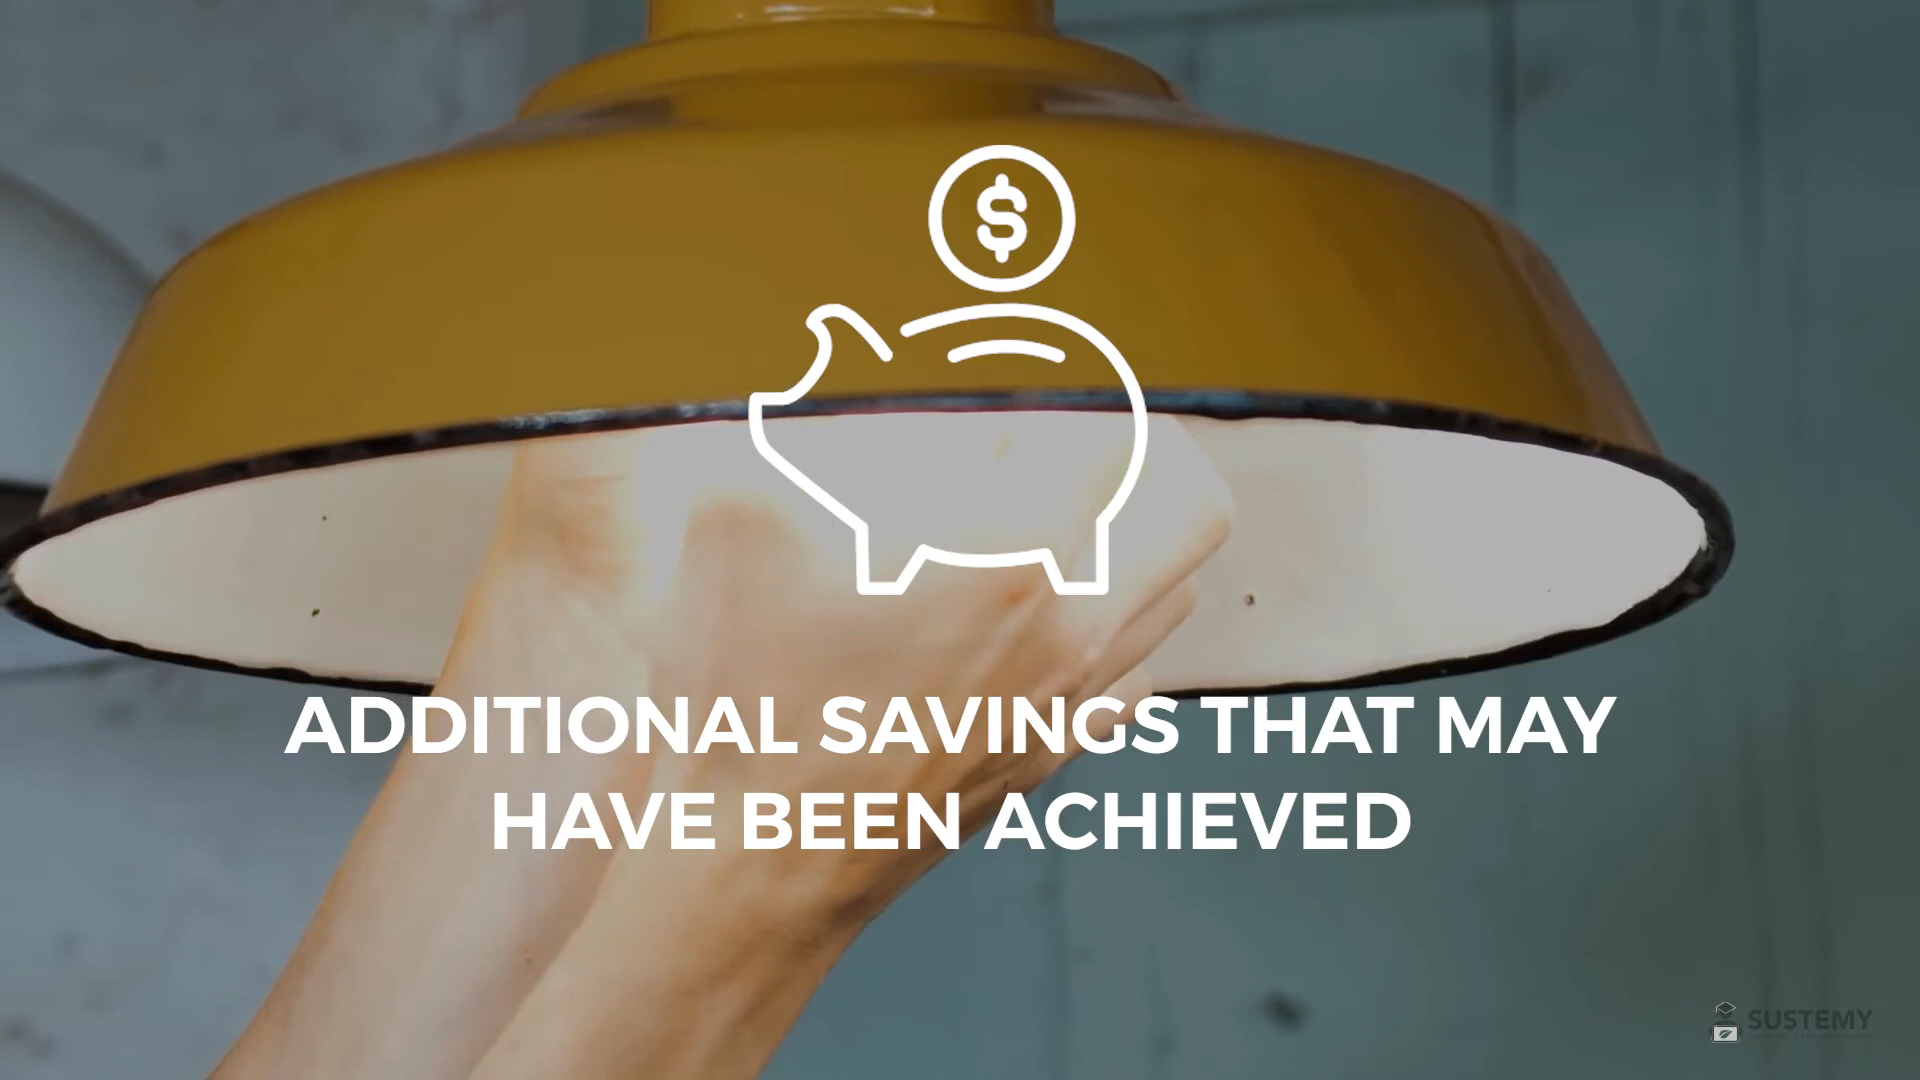 $
ADDITIONAL SAVINGS THAT MAY
HAVE BEEN ACHIEVED
SUSTEMY